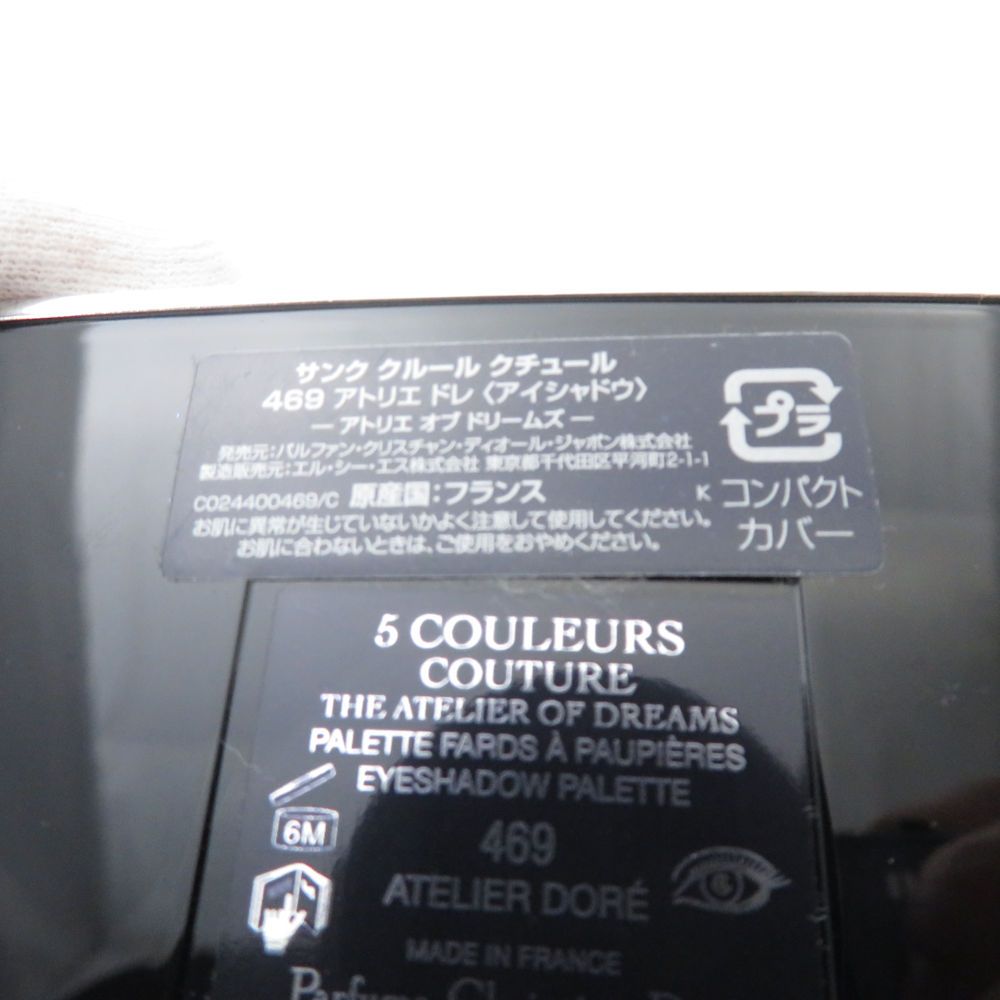 サンク クルール クチュール
469 アトリエ ドレ〈アイシャドウ〉
— アトリエ オブ ドリームズ —
発売元:パルファン・クリスチャン・ディオール・ジャポン株式会社
製造販売元:エル・シー・エス株式会社 東京都千代田区平河町2-1-1
C024400469/C 原産国:フランス
お肌に異常が生じていないかよく注意して使用してください。
お肌に合わないときは、ご使用をおやめください。
プラ
K コンパクト
カバー
5 COULEURS
COUTURE
THE ATELIER OF DREAMS
PALETTE FARDS À PAUPIÈRES
EYESHADOW PALETTE
6M
469
ATELIER DORÉ
MADE IN FRANCE
Parfums Christian D